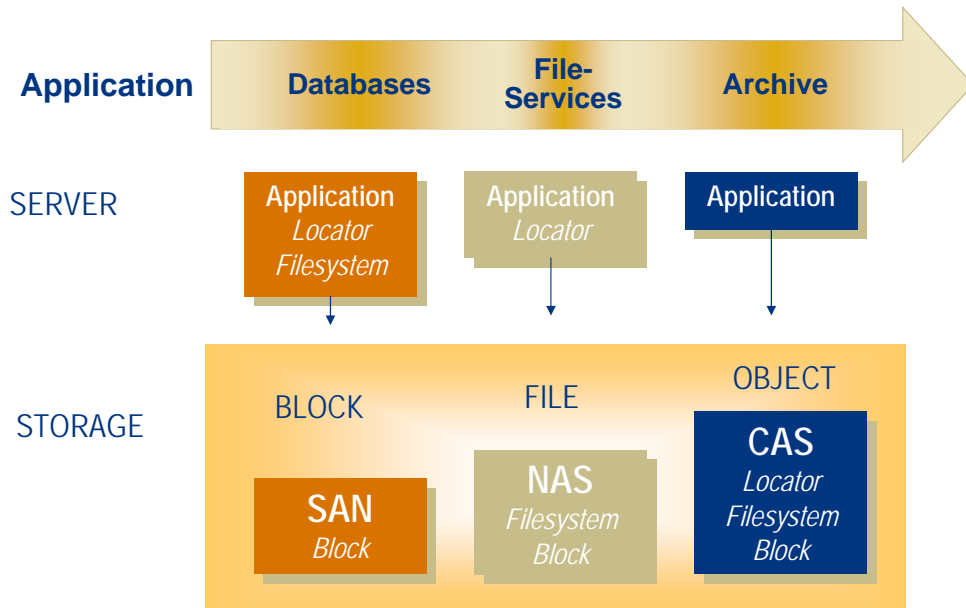 Application
Databases
File-
Services
Archive
SERVER
Application
Locator
Filesystem
Application
Locator
Application
STORAGE
BLOCK
FILE
OBJECT
SAN
Block
NAS
Filesystem
Block
CAS
Locator
Filesystem
Block